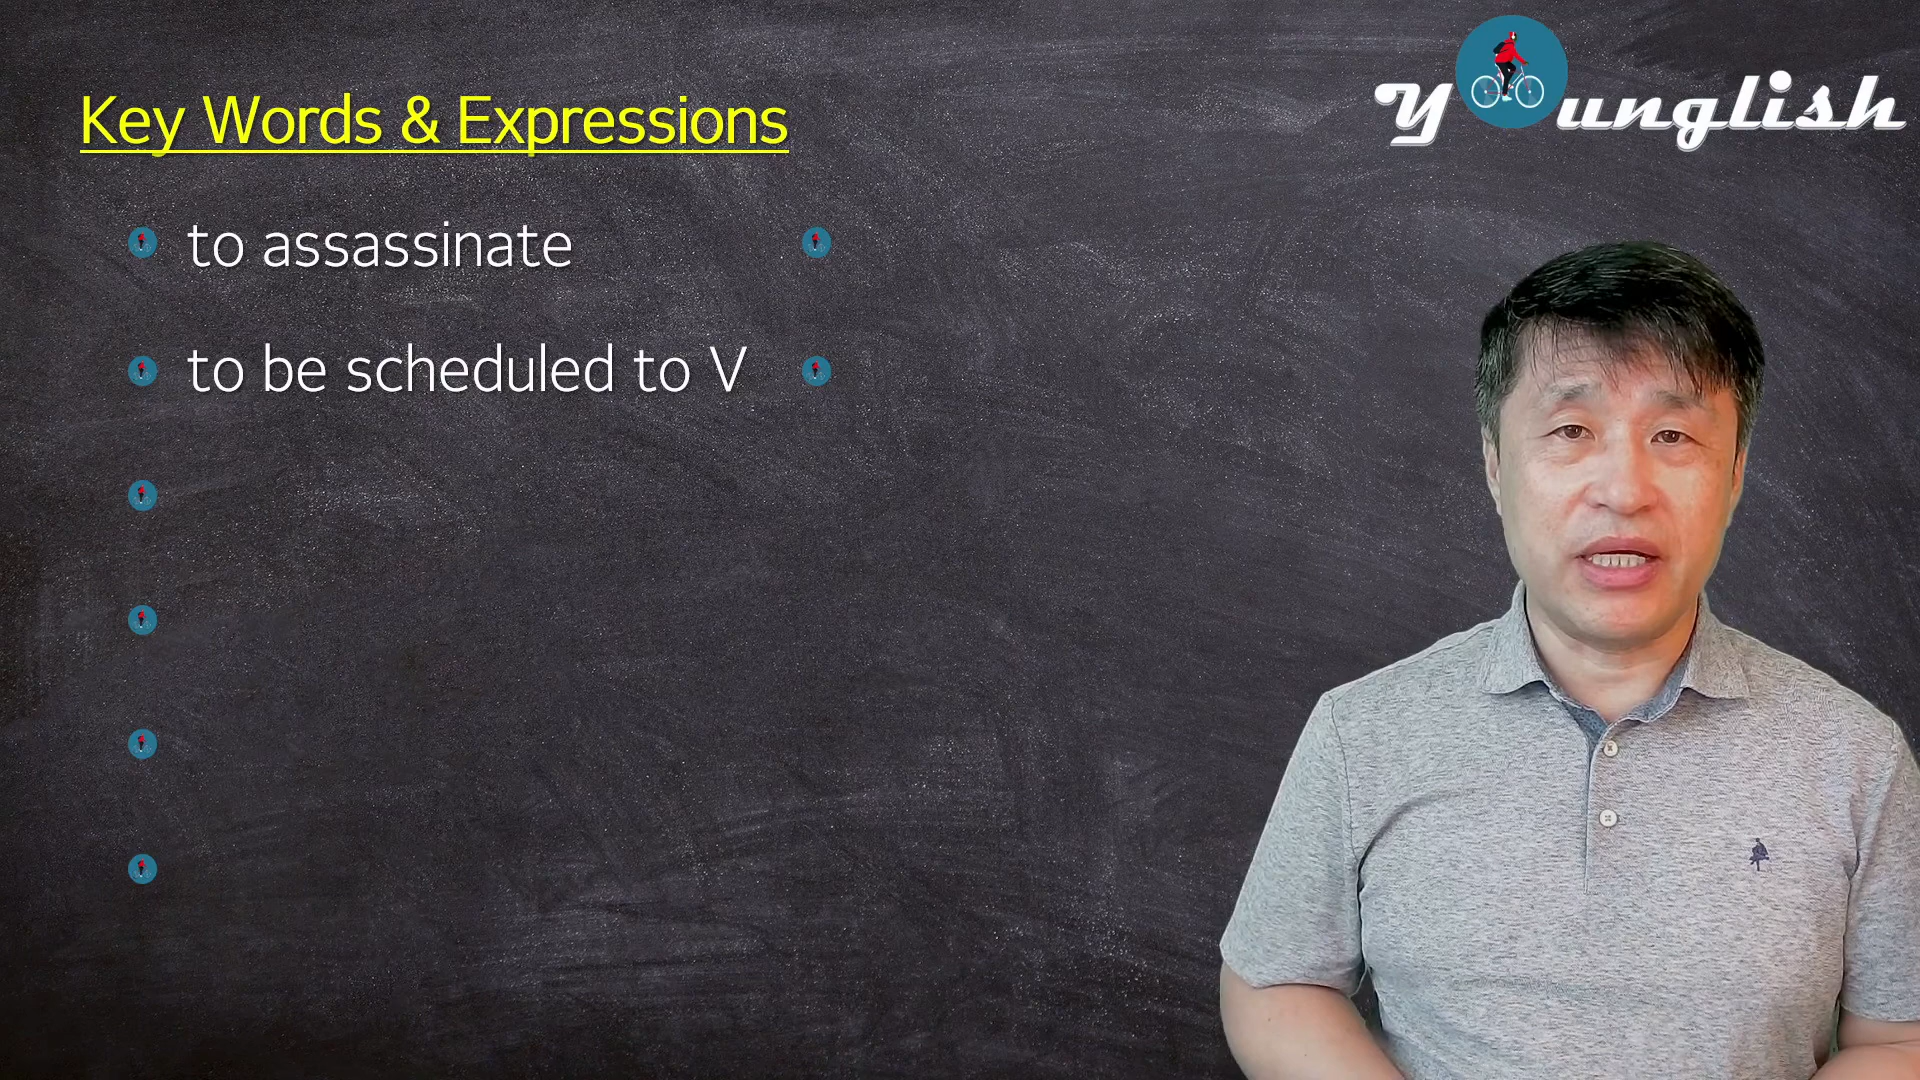 Key Words & Expressions
younglish
to assassinate
to be scheduled to V